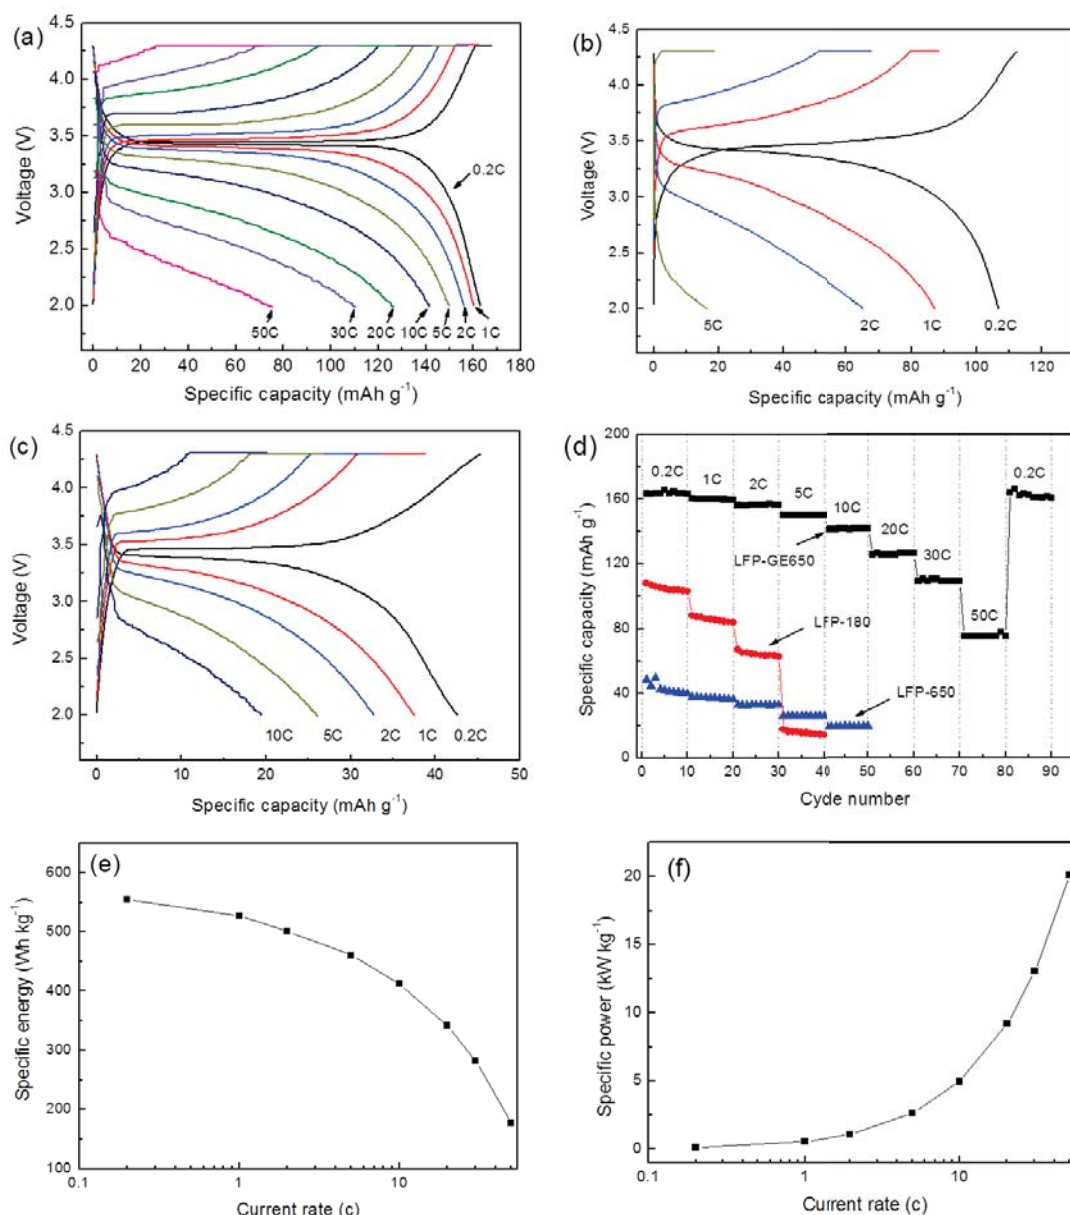 (a)
4.5
4.0
3.5
3.0
2.5
2.0
Voltage (V)
0.2C
50C 30C 20C 10C 5C 2C 1C
0 20 40 60 80 100 120 140 160 180
Specific capacity (mAh g⁻¹)
(b)
4.5
4.0
3.5
3.0
2.5
2.0
Voltage (V)
5C 2C 1C 0.2C
0 30 60 90 120
Specific capacity (mAh g⁻¹)
(c)
4.5
4.0
3.5
3.0
2.5
2.0
Voltage (V)
10C 5C 2C 1C 0.2C
0 10 20 30 40 50
Specific capacity (mAh g⁻¹)
(d)
200
160
120
80
40
0
Specific capacity (mAh g⁻¹)
0.2C 1C 2C 5C 10C 20C 30C 50C 0.2C
LFP-GE650
LFP-180
LFP-650
0 10 20 30 40 50 60 70 80 90
Cycle number
(e)
600
500
400
300
200
100
Specific energy (Wh kg⁻¹)
0.1 1 10
Current rate (c)
(f)
20
15
10
5
0
Specific power (kW kg⁻¹)
0.1 1 10
Current rate (c)